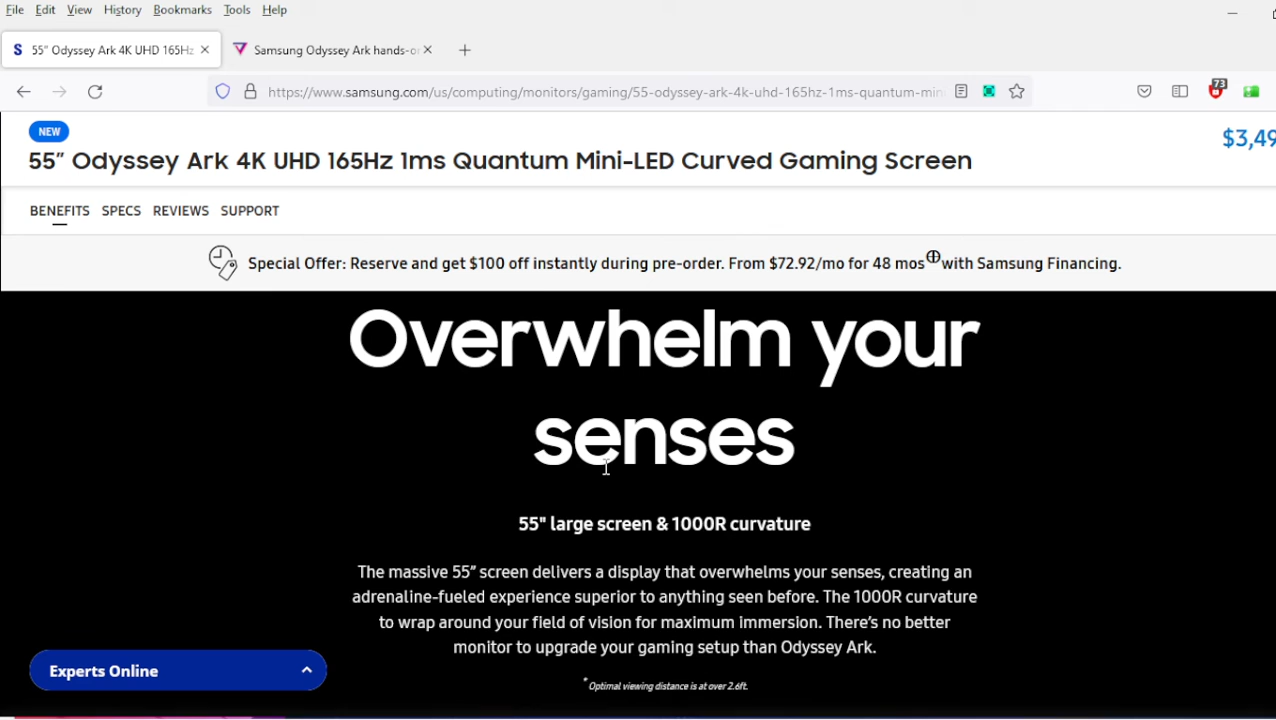 File Edit View History Bookmarks Tools Help
55" Odyssey Ark 4K UHD 165Hz
Samsung Odyssey Ark hands-o
https://www.samsung.com/us/computing/monitors/gaming/55-odyssey-ark-4k-uhd-165hz-1ms-quantum-min
73
NEW
$3,49
55" Odyssey Ark 4K UHD 165Hz 1ms Quantum Mini-LED Curved Gaming Screen
BENEFITS SPECS REVIEWS SUPPORT
Special Offer: Reserve and get $100 off instantly during pre-order. From $72.92/mo for 48 mos⊕with Samsung Financing.
Overwhelm your
senses
55" large screen & 1000R curvature
The massive 55" screen delivers a display that overwhelms your senses, creating an
adrenaline-fueled experience superior to anything seen before. The 1000R curvature
to wrap around your field of vision for maximum immersion. There's no better
monitor to upgrade your gaming setup than Odyssey Ark.
* Optimal viewing distance is at over 2.6ft.
Experts Online